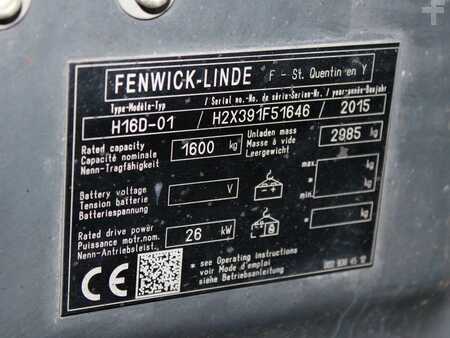 FENWICK-LINDE F - St. Quentin en Y
Type-Modèle-Typ / Serial no.-No. de série-Serien-Nr. / year-année-Baujahr
H16D-01 / H2X391F51646 / 2015
Rated capacity
Capacité nominale
Nenn-Tragfähigkeit
1600 kg
Unladen mass
Masse à vide
Leergewicht
2985 kg
Battery voltage
Tension batterie
Batteriespannung
V
max.
* kg
min.
* kg
Rated drive power
Puissance motr.nom.
Nenn-Antriebsleist.
26 kW
kg
CE
* see Operating instructions
voir Mode d'emploi
siehe Betriebsanleitung